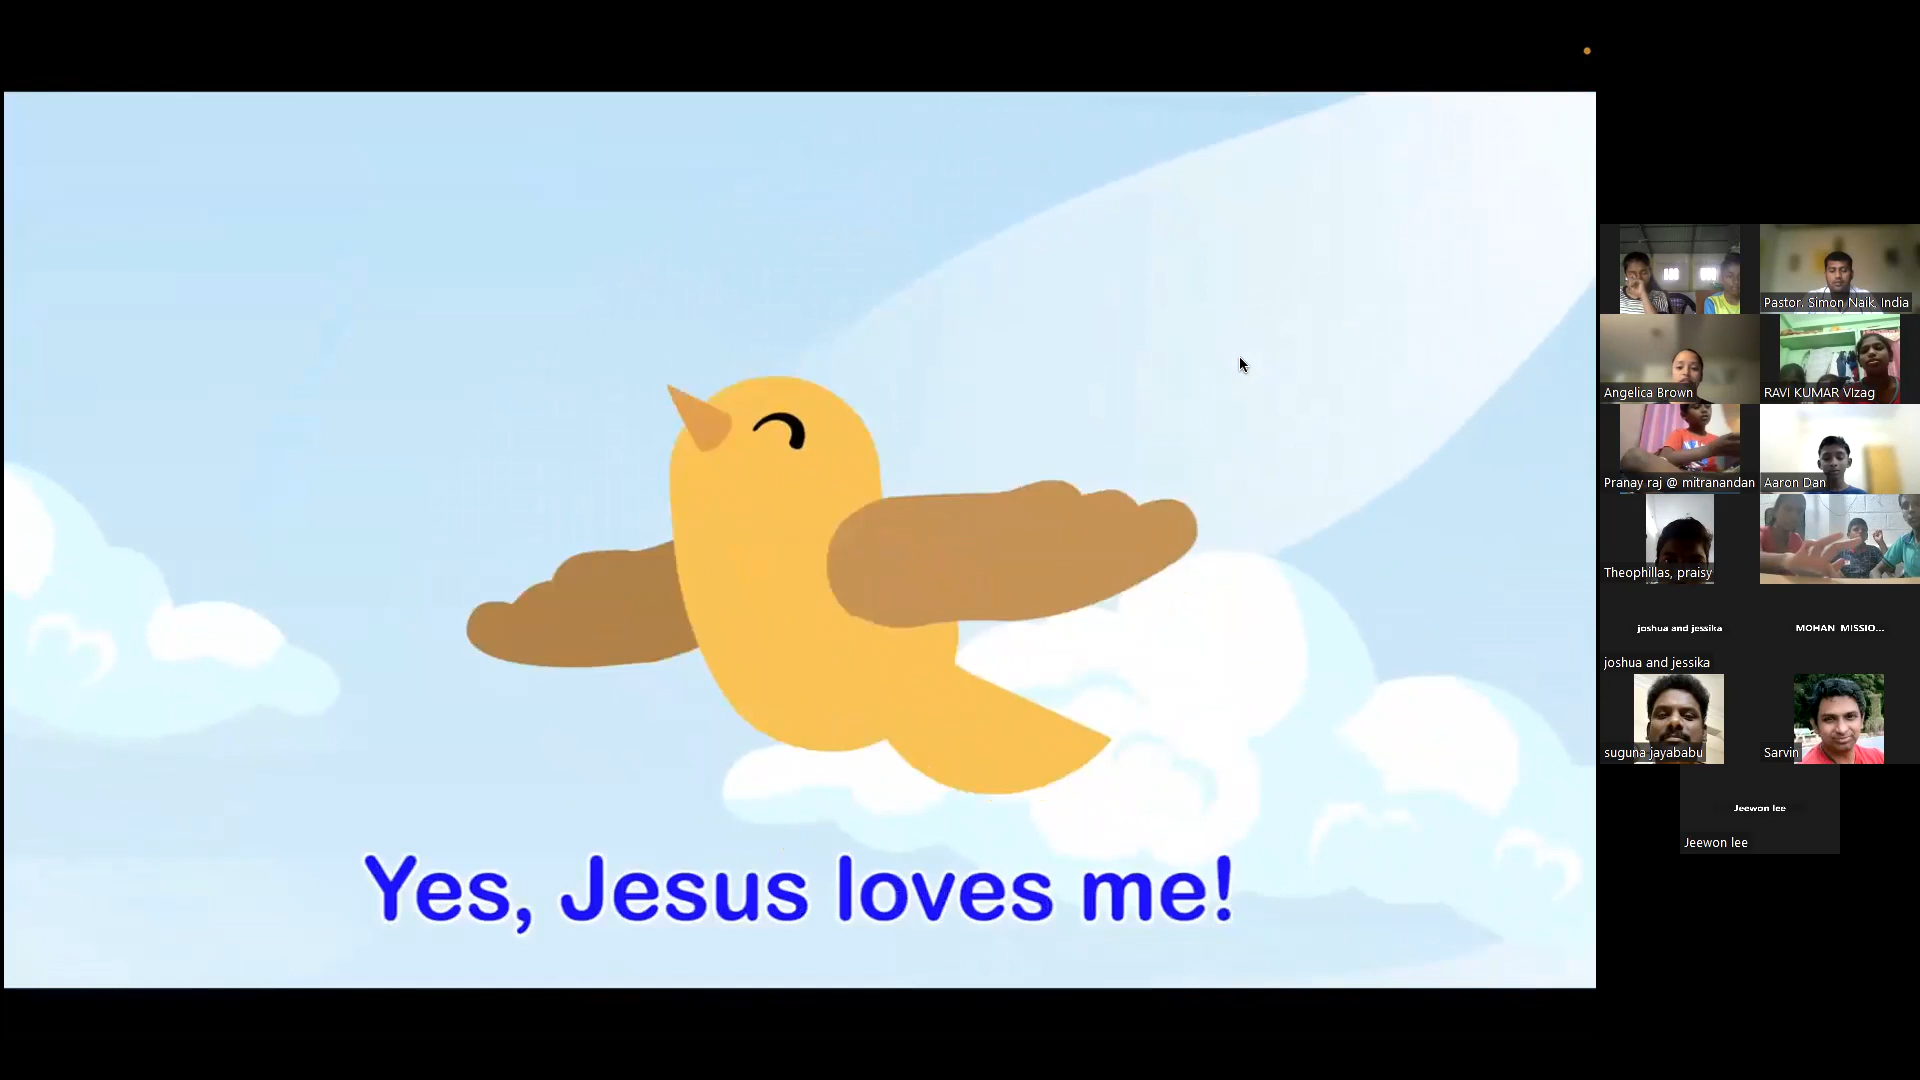 Yes, Jesus loves me!
Pastor. Simon Naik. India
Angelica Brown
RAVI KUMAR VIzag
Pranay raj @ mitranandan
Aaron Dan
Theophillas, praisy
joshua and jessika
MOHAN MISSIO...
joshua and jessika
suguna jayababu
Sarvin
Jeewon lee
Jeewon lee